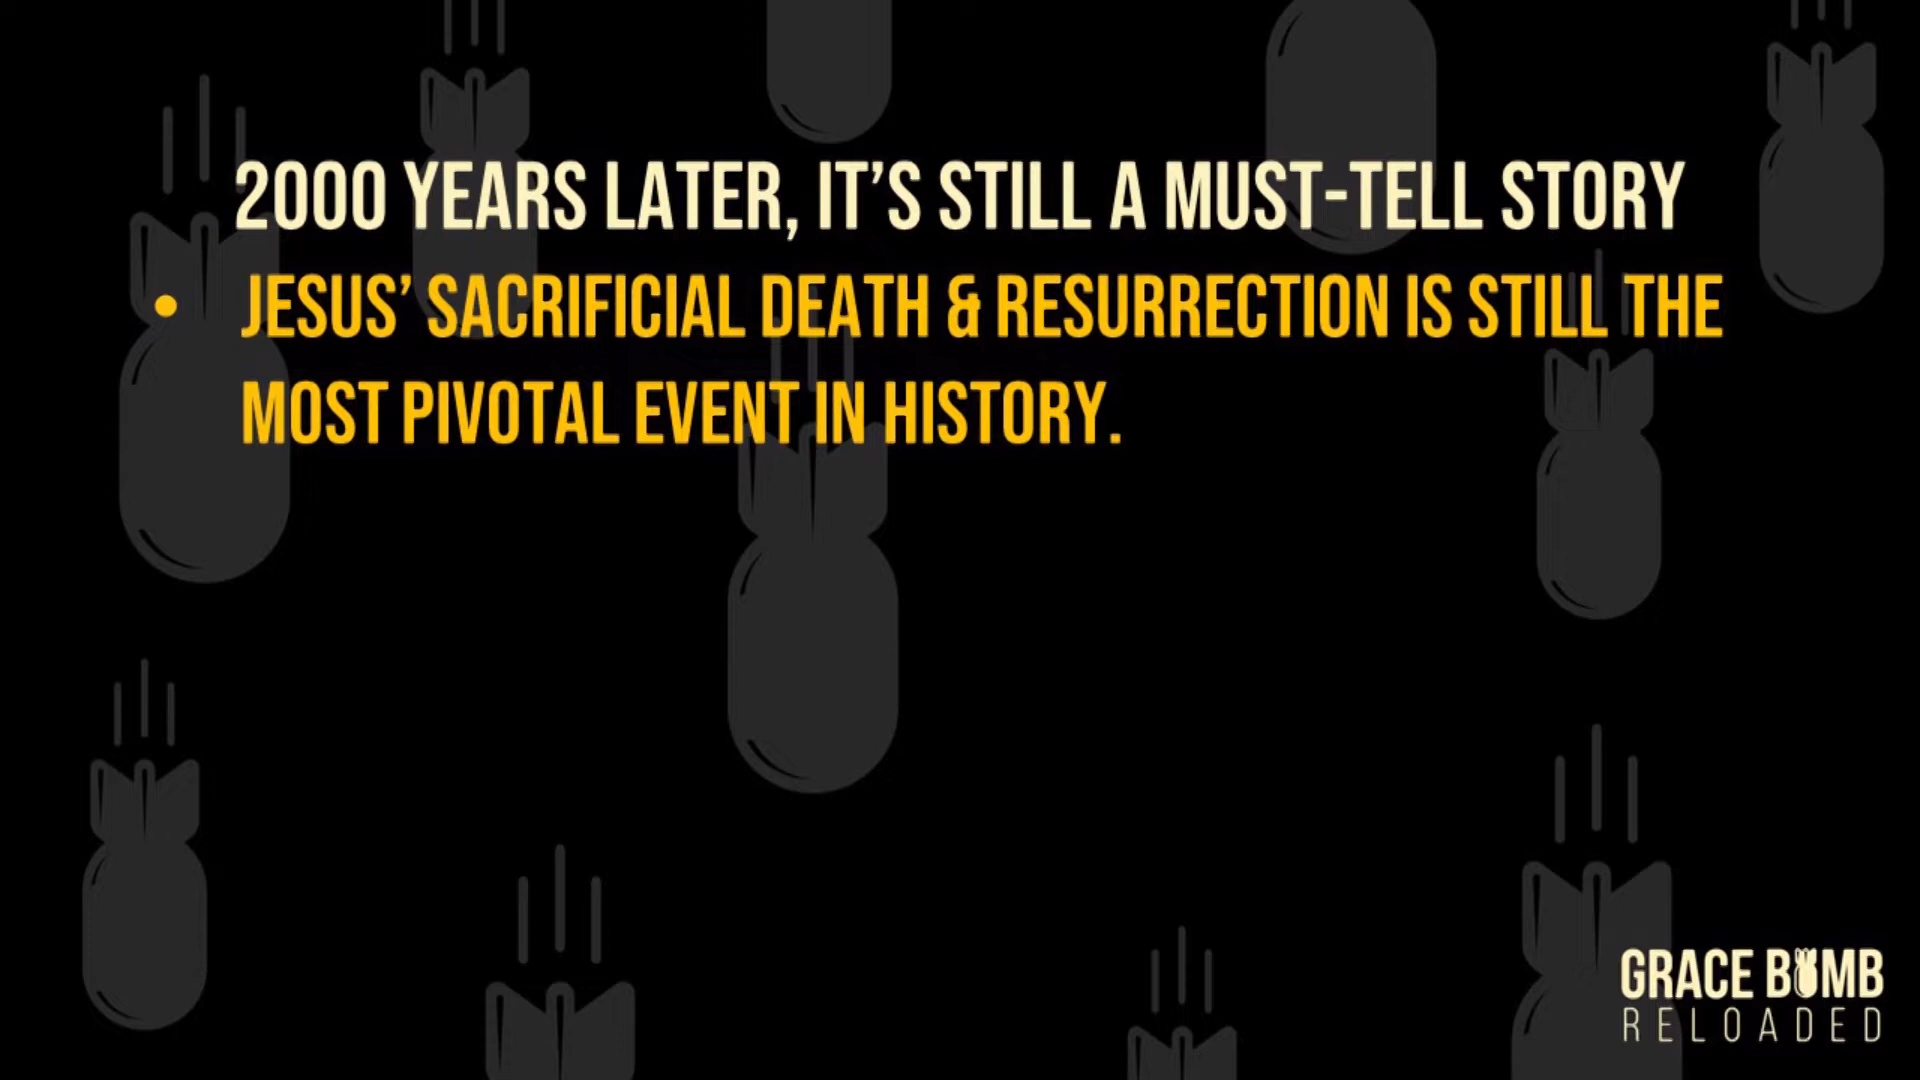 2000 YEARS LATER, IT’S STILL A MUST-TELL STORY
• JESUS’ SACRIFICIAL DEATH & RESURRECTION IS STILL THE
MOST PIVOTAL EVENT IN HISTORY.
GRACE BOMB
RELOADED